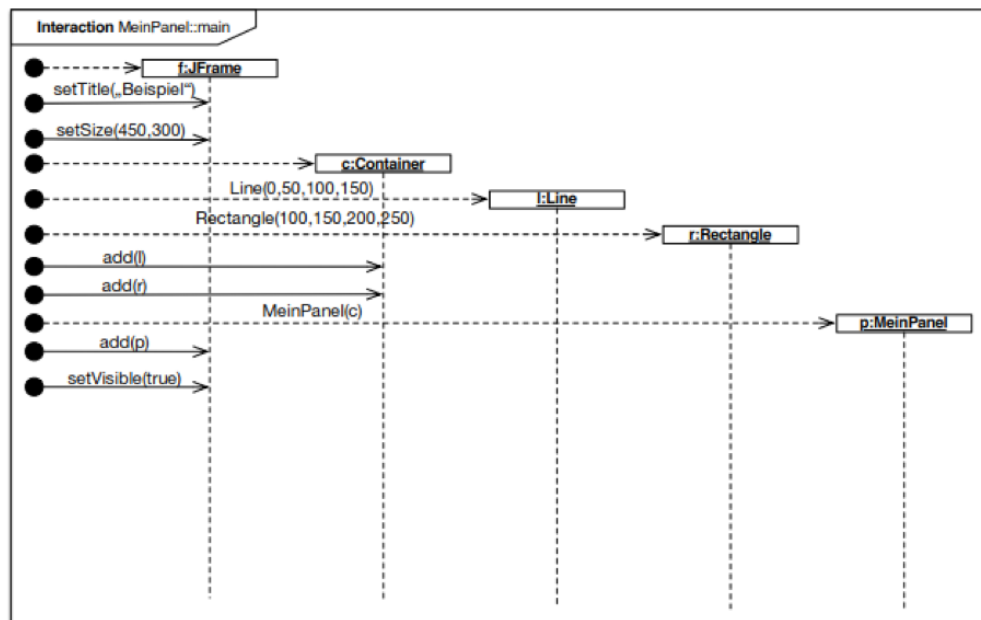 Interaction MeinPanel::main
f:JFrame
setTitle(„Beispiel“)
setSize(450,300)
c:Container
Line(0,50,100,150)
l:Line
Rectangle(100,150,200,250)
r:Rectangle
add(l)
add(r)
MeinPanel(c)
p:MeinPanel
add(p)
setVisible(true)